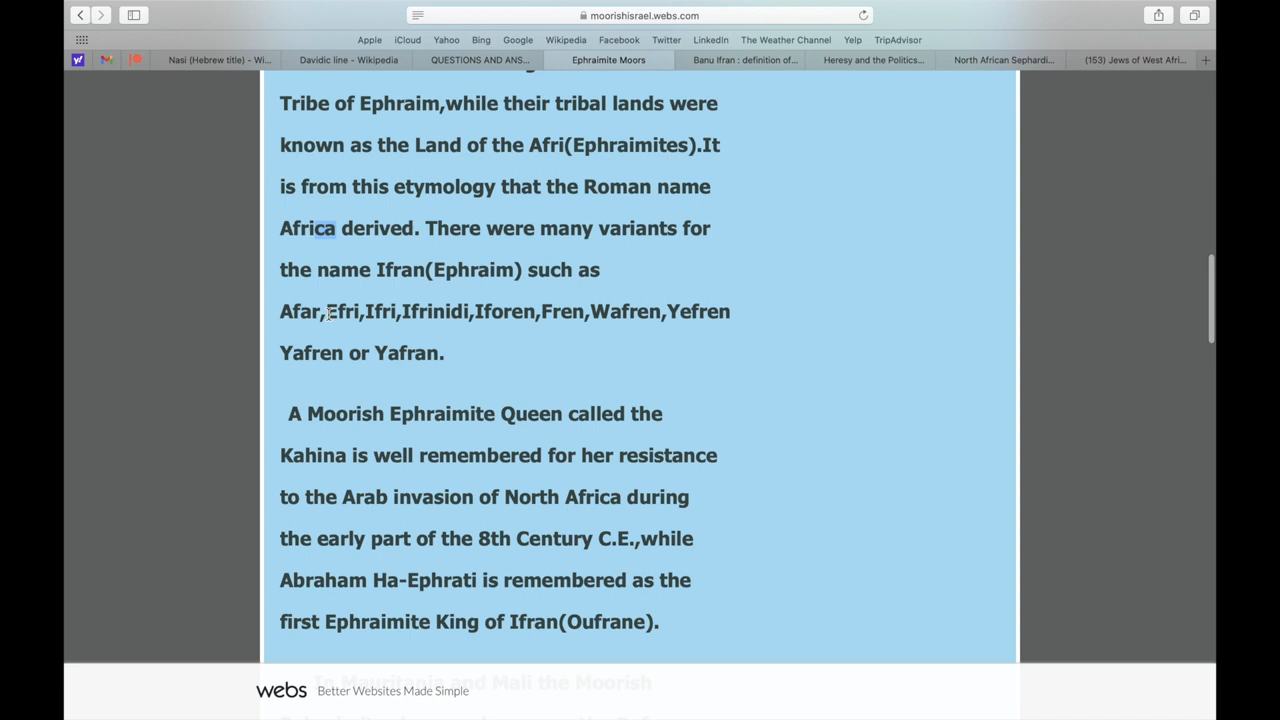 moorishisrael.webs.com
Apple iCloud Yahoo Bing Google Wikipedia Facebook Twitter LinkedIn The Weather Channel Yelp TripAdvisor
Nasi (Hebrew title) - Wi... Davidic line - Wikipedia QUESTIONS AND ANS... Ephraimite Moors Banu Ifran : definition of... Heresy and the Politics... North African Sephardi... (153) Jews of West Afri...
Tribe of Ephraim,while their tribal lands were
known as the Land of the Afri(Ephraimites).It
is from this etymology that the Roman name
Africa derived. There were many variants for
the name Ifran(Ephraim) such as
Afar,Efri,Ifri,Ifrinidi,Iforen,Fren,Wafren,Yefren
Yafren or Yafran.
A Moorish Ephraimite Queen called the
Kahina is well remembered for her resistance
to the Arab invasion of North Africa during
the early part of the 8th Century C.E.,while
Abraham Ha-Ephrati is remembered as the
first Ephraimite King of Ifran(Oufrane).
In Mauritania and Mali the Moorish
webs Better Websites Made Simple